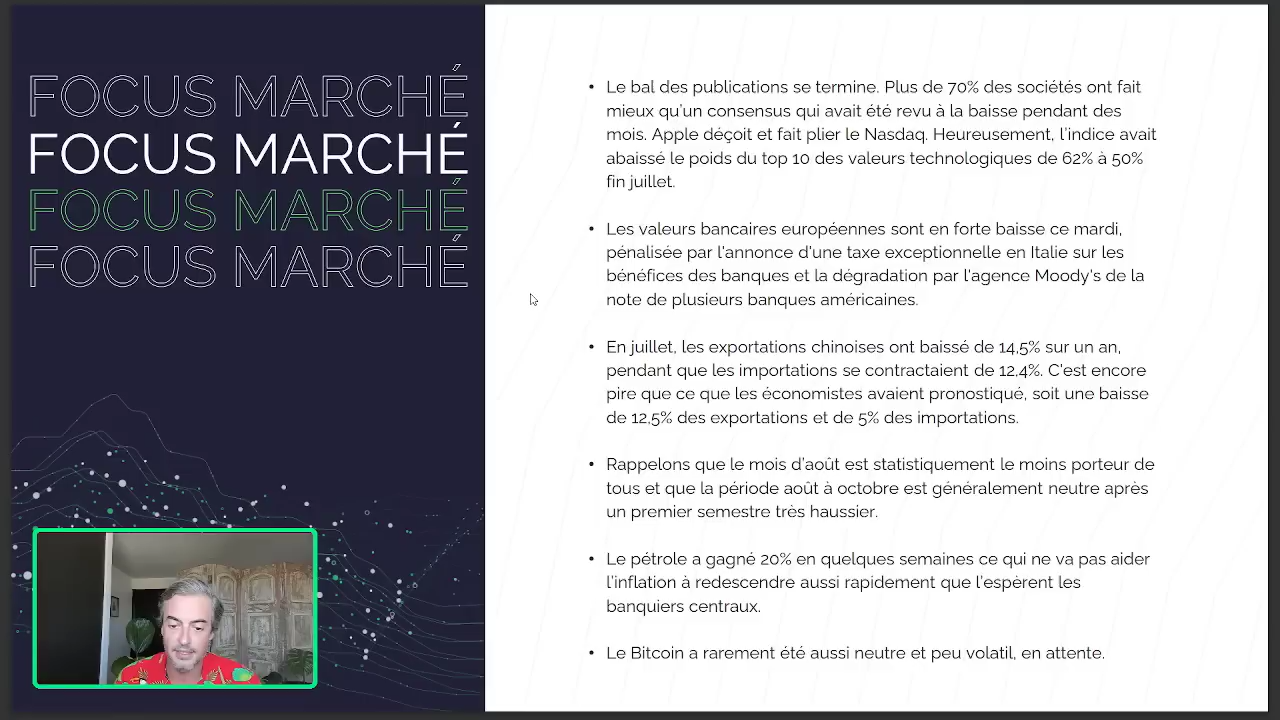 FOCUS MARCHÉ
FOCUS MARCHÉ
FOCUS MARCHÉ
FOCUS MARCHÉ
• Le bal des publications se termine. Plus de 70% des sociétés ont fait
mieux qu'un consensus qui avait été revu à la baisse pendant des
mois. Apple déçoit et fait plier le Nasdaq. Heureusement, l'indice avait
abaissé le poids du top 10 des valeurs technologiques de 62% à 50%
fin juillet.
• Les valeurs bancaires européennes sont en forte baisse ce mardi,
pénalisée par l'annonce d'une taxe exceptionnelle en Italie sur les
bénéfices des banques et la dégradation par l'agence Moody's de la
note de plusieurs banques américaines.
• En juillet, les exportations chinoises ont baissé de 14,5% sur un an,
pendant que les importations se contractaient de 12,4%. C'est encore
pire que ce que les économistes avaient pronostiqué, soit une baisse
de 12,5% des exportations et de 5% des importations.
• Rappelons que le mois d'août est statistiquement le moins porteur de
tous et que la période août à octobre est généralement neutre après
un premier semestre très haussier.
• Le pétrole a gagné 20% en quelques semaines ce qui ne va pas aider
l'inflation à redescendre aussi rapidement que l'espèrent les
banquiers centraux.
• Le Bitcoin a rarement été aussi neutre et peu volatil, en attente.